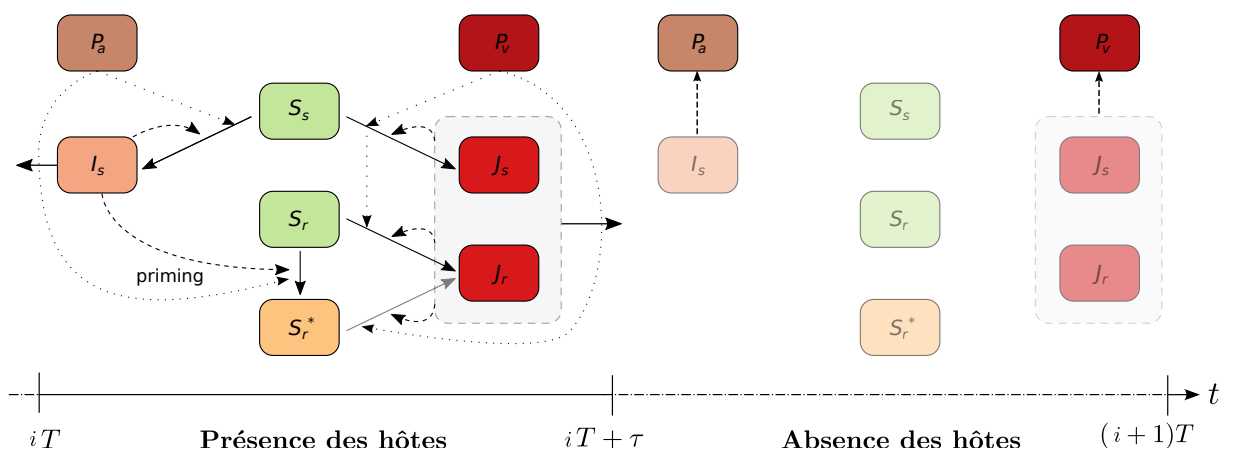 Pa Pv Pa Pv
Ss Ss
Is Js Is Js
Sr Sr
priming Jr Jr
Sr* Sr*
t
iT Présence des hôtes iT + τ Absence des hôtes (i + 1)T